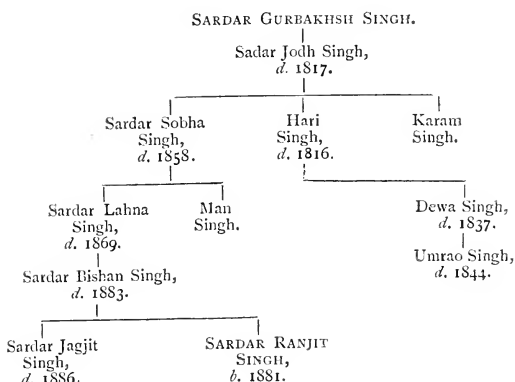 SARDAR GURBAKHSH SINGH.
Sadar Jodh Singh,
d. 1817.
Sardar Sobha
Singh,
d. 1858.
Hari
Singh,
d. 1816.
Karam
Singh.
Sardar Lahna
Singh,
d. 1869.
Man
Singh.
Dewa Singh,
d. 1837.
Umrao Singh,
d. 1844.
Sardar Bishan Singh,
d. 1883.
Sardar Jagjit
Singh,
d. 1886.
SARDAR RANJIT
SINGH,
b. 1881.